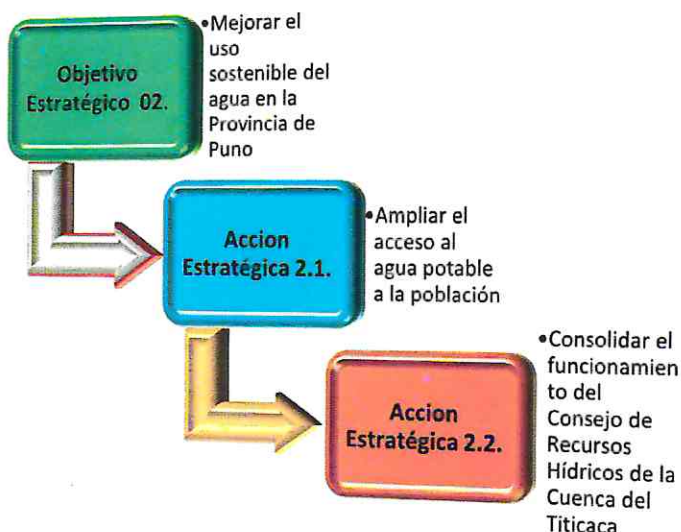 Objetivo
Estratégico 02.
•Mejorar el
uso
sostenible del
agua en la
Provincia de
Puno
Accion
Estratégica 2.1.
•Ampliar el
acceso al
agua potable
a la población
Accion
Estratégica 2.2.
•Consolidar el
funcionamien
to del
Consejo de
Recursos
Hídricos de la
Cuenca del
Titicaca